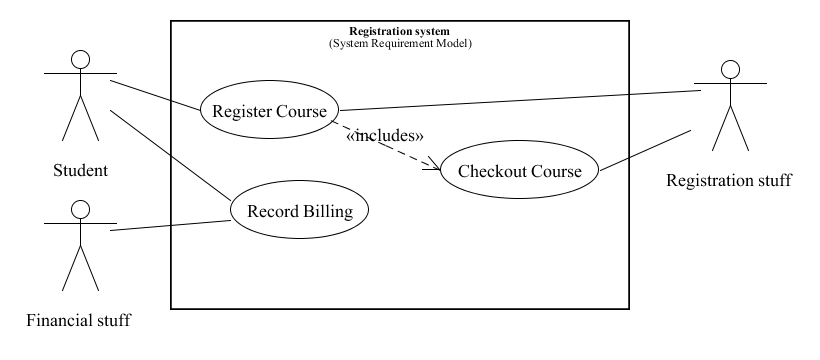 Registration system
(System Requirement Model)
Register Course
«includes»
Student
Checkout Course
Registration stuff
Record Billing
Financial stuff